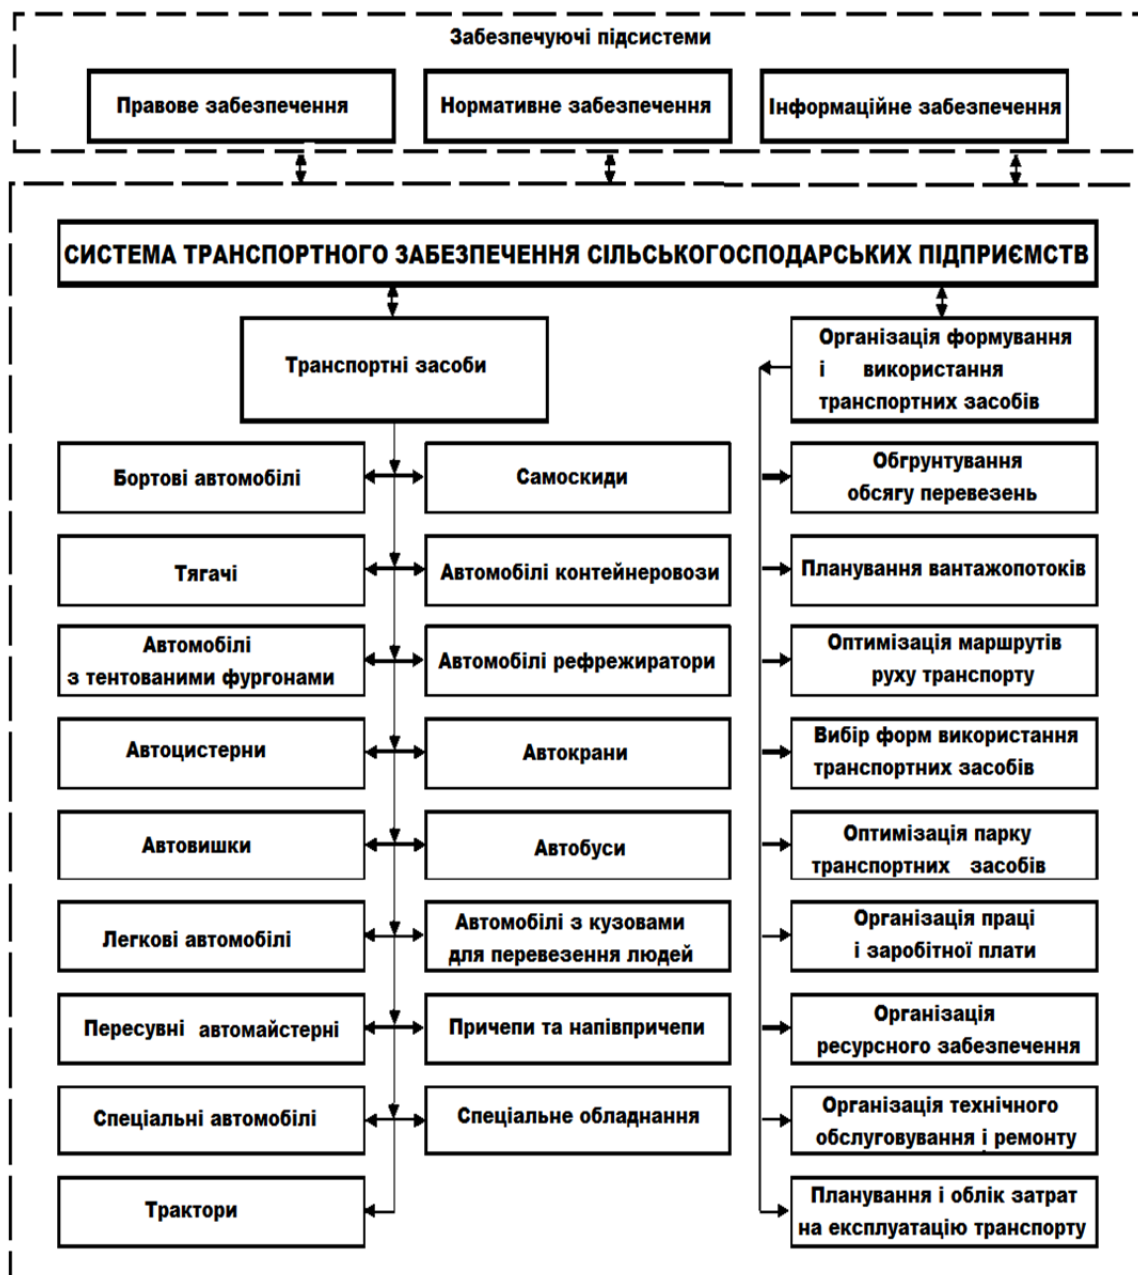 Забезпечуючі підсистеми
Правове забезпечення
Нормативне забезпечення
Інформаційне забезпечення
СИСТЕМА ТРАНСПОРТНОГО ЗАБЕЗПЕЧЕННЯ СІЛЬСЬКОГОСПОДАРСЬКИХ ПІДПРИЄМСТВ
Транспортні засоби
Бортові автомобілі
Самоскиди
Тягачі
Автомобілі контейнеровози
Автомобілі
з тентованими фургонами
Автомобілі рефрежиратори
Автоцистерни
Автокрани
Автовишки
Автобуси
Легкові автомобілі
Автомобілі з кузовами
для перевезення людей
Пересувні автомайстерні
Причепи та напівпричепи
Спеціальні автомобілі
Спеціальне обладнання
Трактори
Організація формування
і використання
транспортних засобів
Обгрунтування
обсягу перевезень
Планування вантажопотоків
Оптимізація маршрутів
руху транспорту
Вибір форм використання
транспортних засобів
Оптимізація парку
транспортних засобів
Організація праці
і заробітної плати
Організація
ресурсного забезпечення
Організація технічного
обслуговування і ремонту
Планування і облік затрат
на експлуатацію транспорту